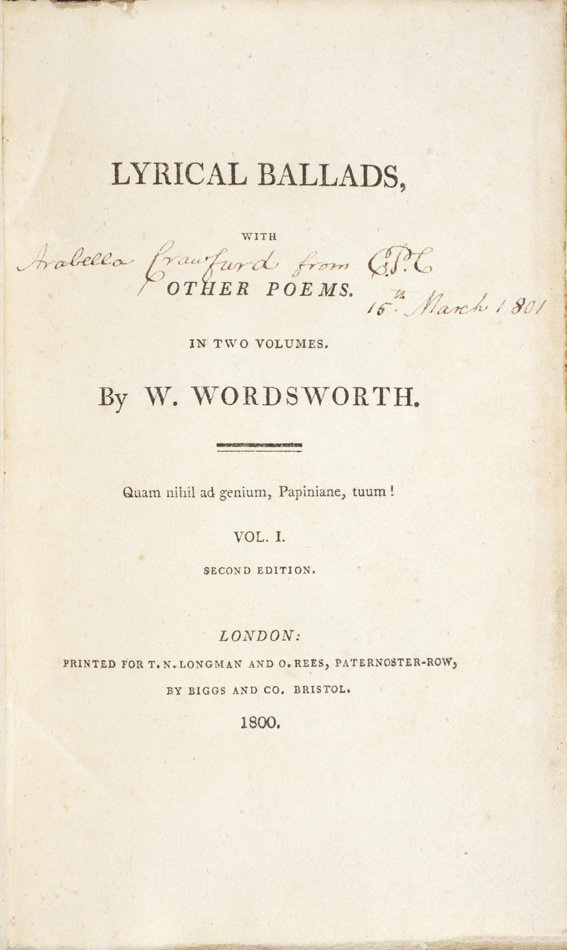 LYRICAL BALLADS,
WITH
Arabella Craufurd from C.P.C
OTHER POEMS.
15th March 1801
IN TWO VOLUMES.
By W. WORDSWORTH.
Quam nihil ad genium, Papiniane, tuum!
VOL. I.
SECOND EDITION.
LONDON:
PRINTED FOR T. N. LONGMAN AND O. REES, PATERNOSTER-ROW,
BY BIGGS AND CO. BRISTOL.
1800.